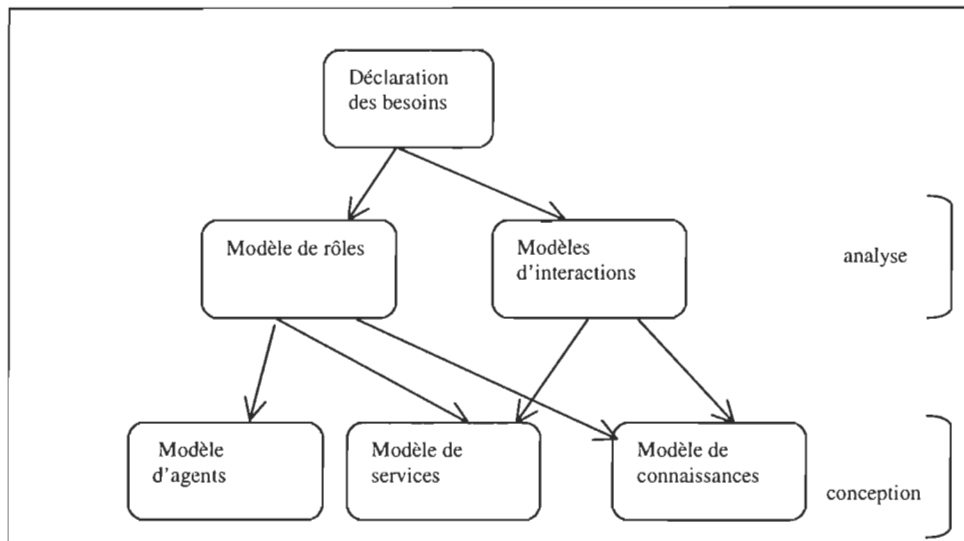 Déclaration
des besoins
Modèle de rôles
Modèles
d'interactions
analyse
Modèle
d'agents
Modèle de
services
Modèle de
connaissances
conception